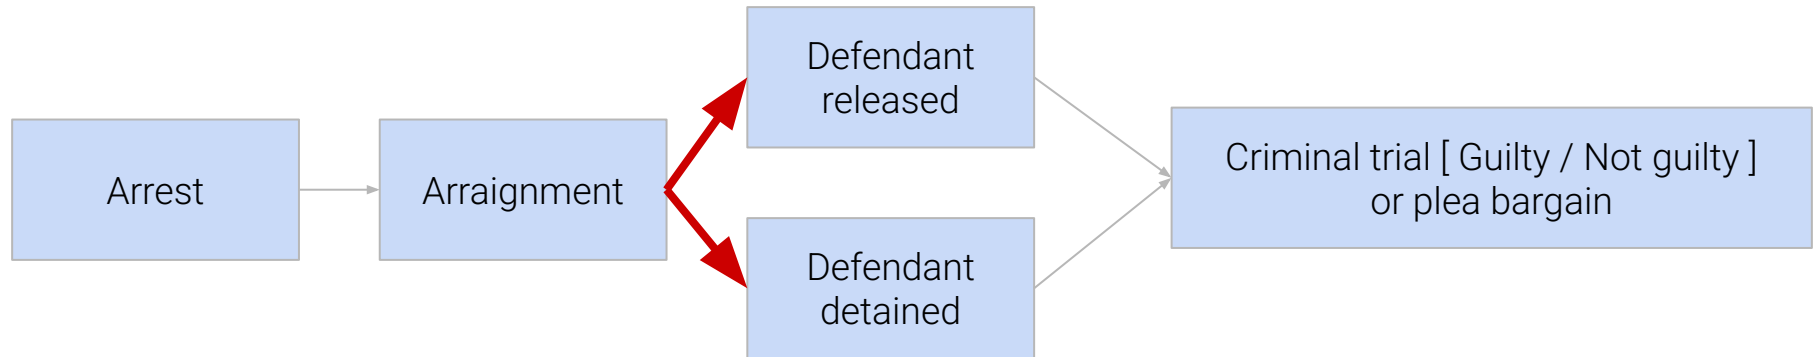 Arrest
Arraignment
Defendant
released
Defendant
detained
Criminal trial [ Guilty / Not guilty ]
or plea bargain